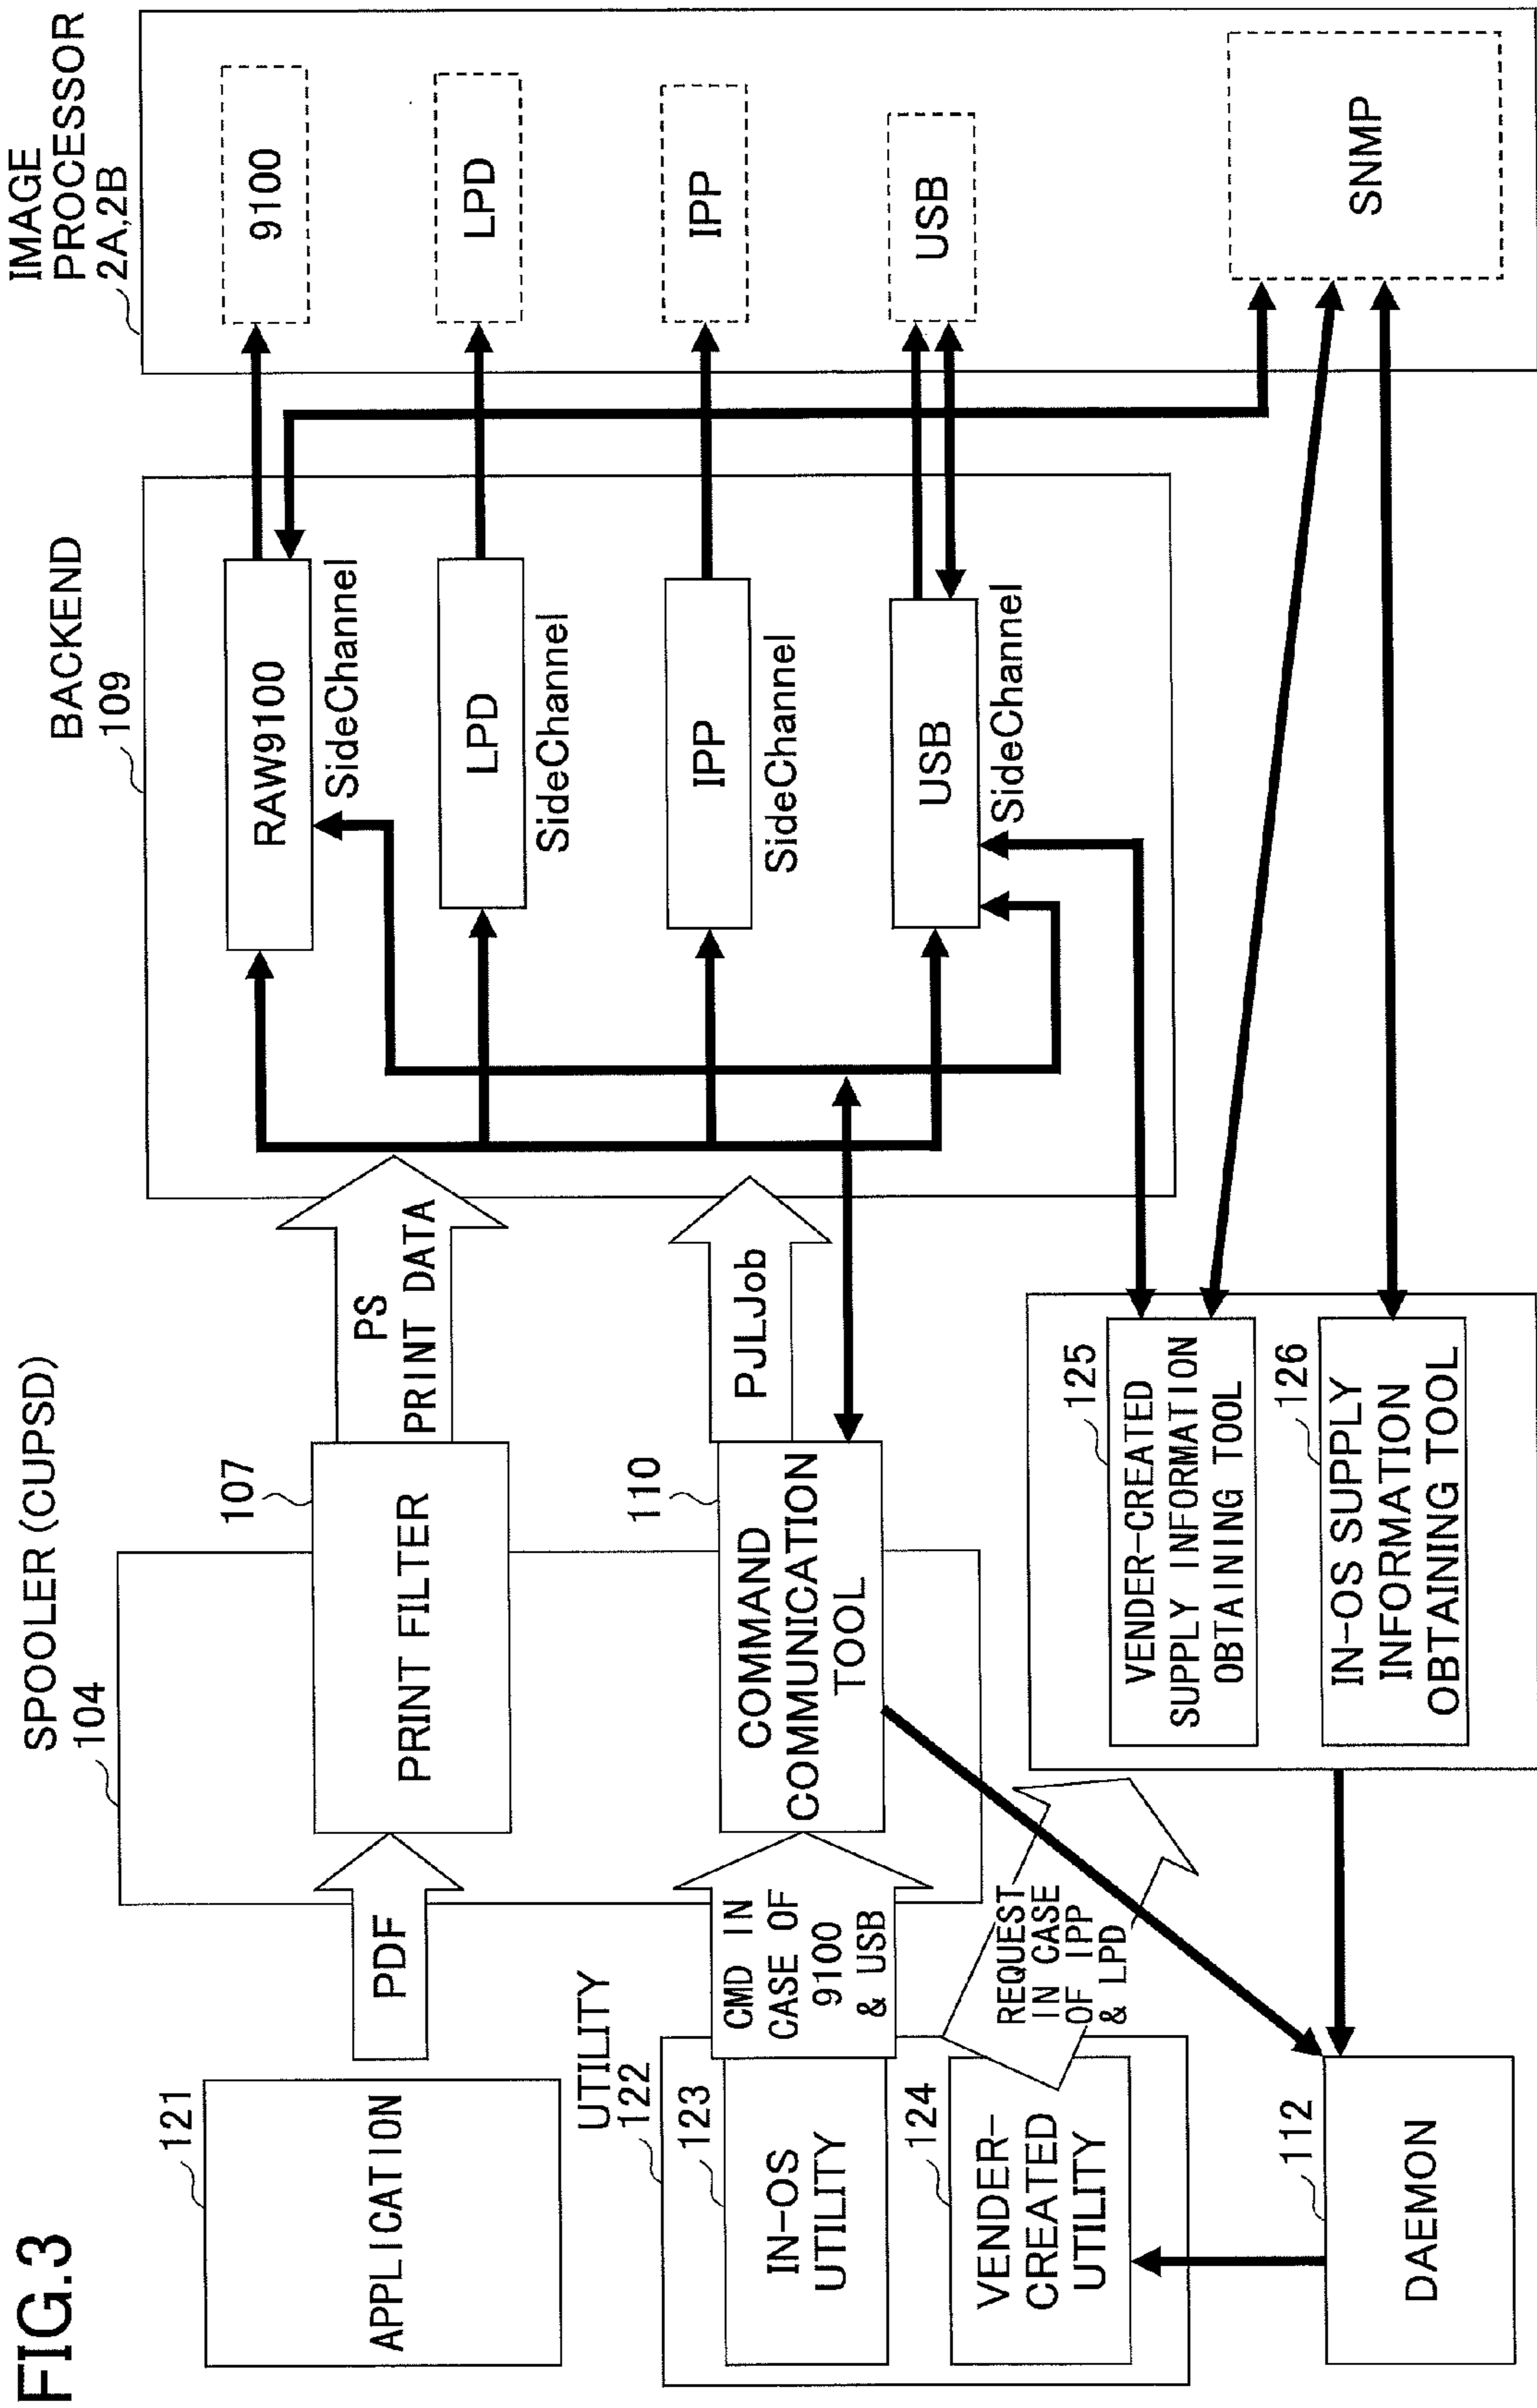 FIG.3
APPLICATION
121
PDF
SPOOLER (CUPSD)
104
PRINT FILTER
107
PS
PRINT DATA
BACKEND
109
RAW9100
SideChannel
LPD
SideChannel
IPP
SideChannel
USB
SideChannel
IMAGE
PROCESSOR
2A,2B
9100
LPD
IPP
USB
SNMP
UTILITY
122
123
IN-OS
UTILITY
124
VENDER-
CREATED
UTILITY
CMD IN
CASE OF
9100
& USB
COMMAND
COMMUNICATION
TOOL
110
PJLJob
REQUEST
IN CASE
OF IPP
& LPD
125
VENDER-CREATED
SUPPLY INFORMATION
OBTAINING TOOL
126
IN-OS SUPPLY
INFORMATION
OBTAINING TOOL
112
DAEMON